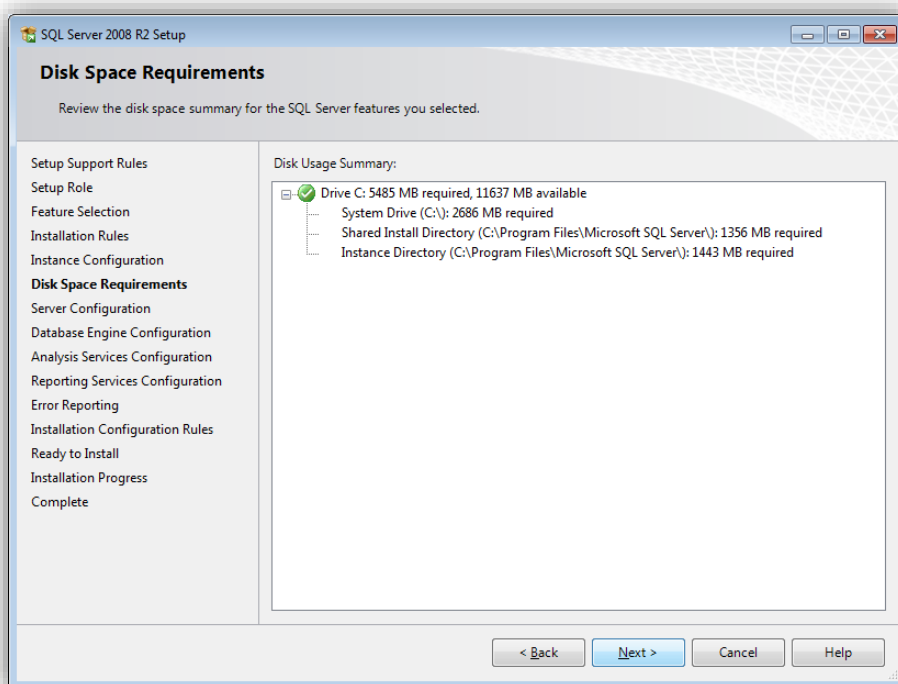 SQL Server 2008 R2 Setup
Disk Space Requirements
Review the disk space summary for the SQL Server features you selected.
Setup Support Rules
Setup Role
Feature Selection
Installation Rules
Instance Configuration
Disk Space Requirements
Server Configuration
Database Engine Configuration
Analysis Services Configuration
Reporting Services Configuration
Error Reporting
Installation Configuration Rules
Ready to Install
Installation Progress
Complete
Disk Usage Summary:
Drive C: 5485 MB required, 11637 MB available
System Drive (C:\): 2686 MB required
Shared Install Directory (C:\Program Files\Microsoft SQL Server\): 1356 MB required
Instance Directory (C:\Program Files\Microsoft SQL Server\): 1443 MB required
< Back
Next >
Cancel
Help